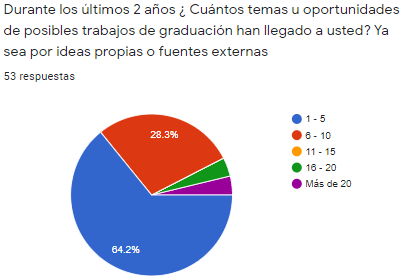 Durante los últimos 2 años ¿ Cuántos temas u oportunidades
de posibles trabajos de graduación han llegado a usted? Ya
sea por ideas propias o fuentes externas
53 respuestas
28.3%
64.2%
1 - 5
6 - 10
11 - 15
16 - 20
Más de 20